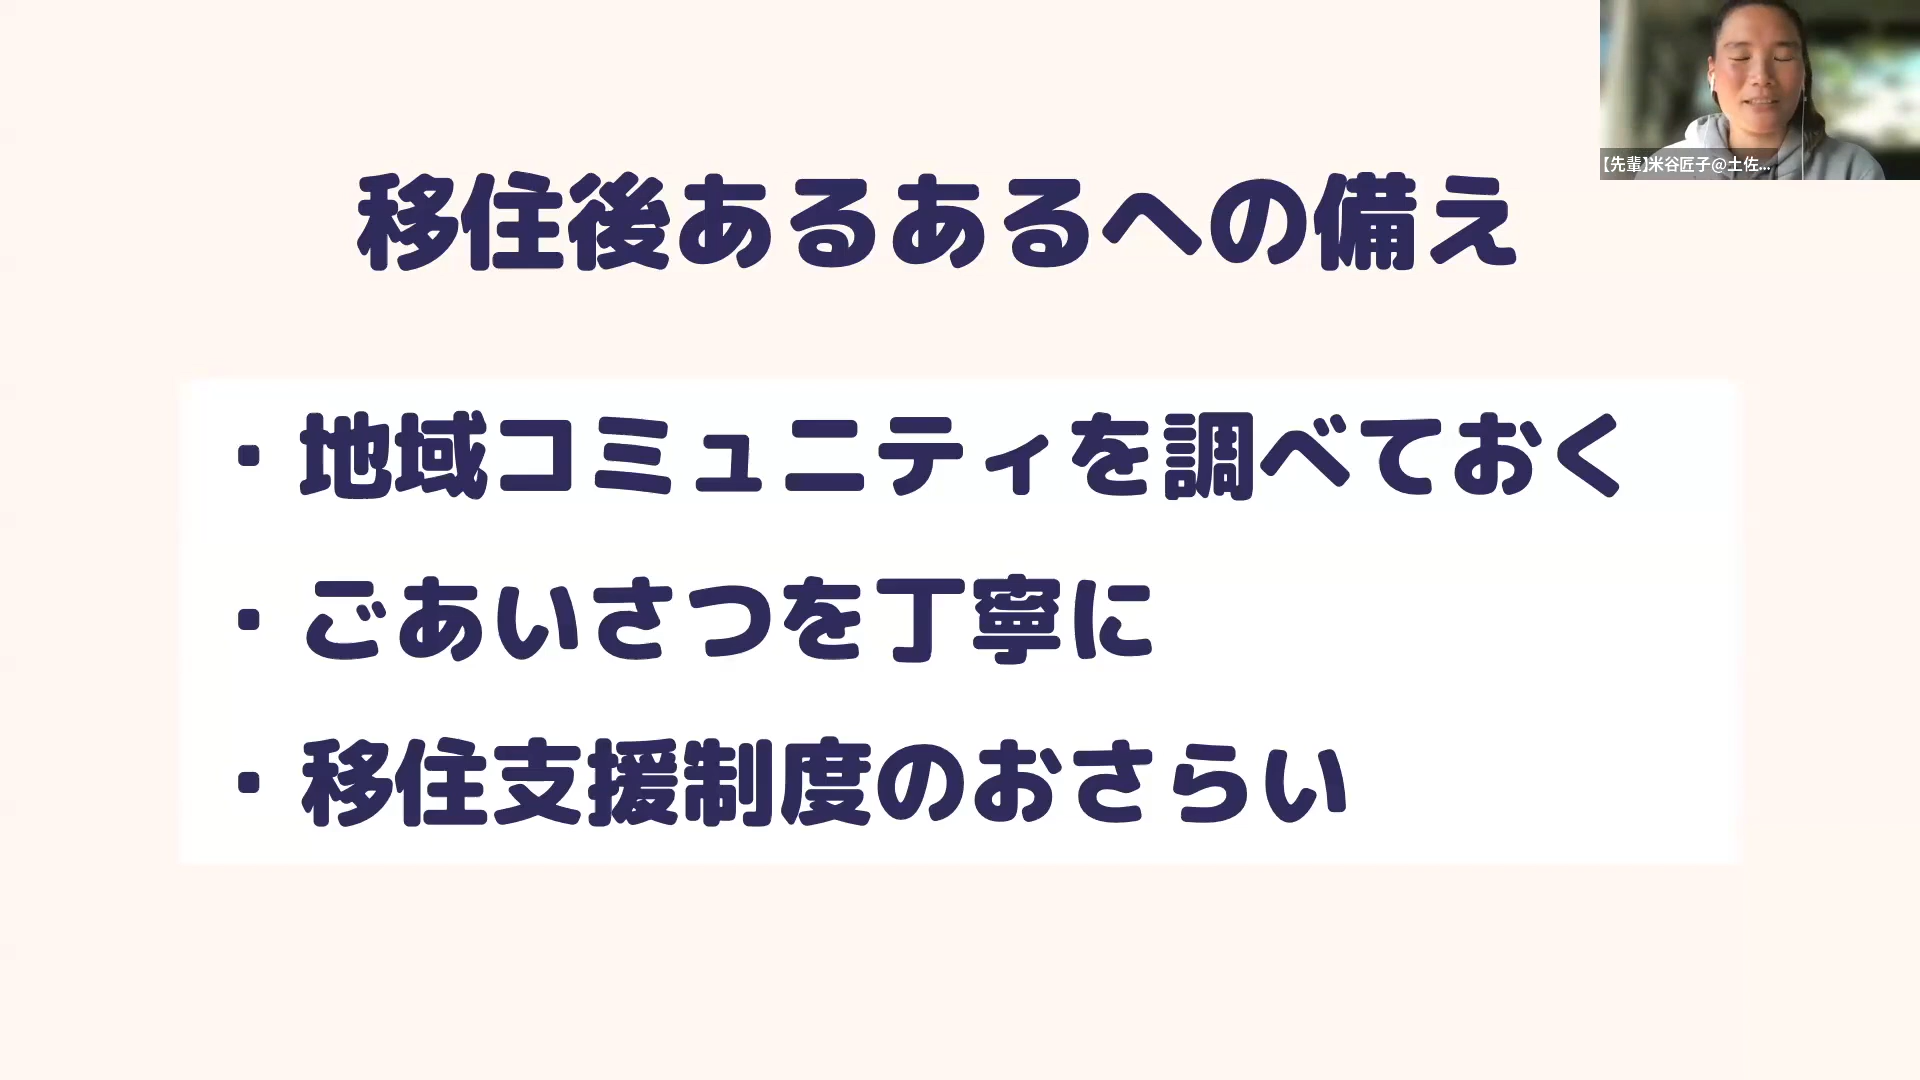 移住後あるあるへの備え
・地域コミュニティを調べておく
・ごあいさつを丁寧に
・移住支援制度のおさらい
【先輩】米谷匠子@土佐...